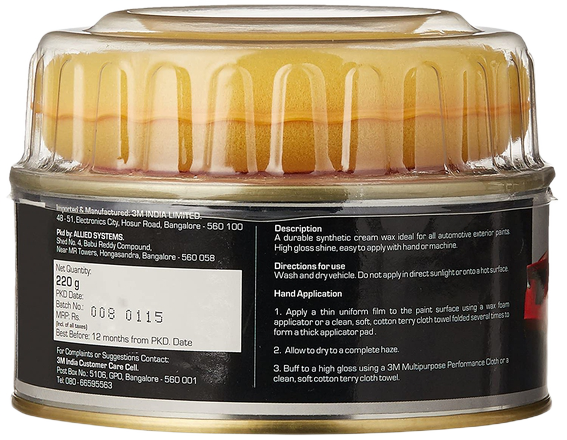 Imported & Manufactured: 3M INDIA LIMITED.
48 - 51, Electronics City, Hosur Road, Bangalore - 560 100
Pkd by ALLIED SYSTEMS.
Shed No. 4, Babu Reddy Compound,
Near MR Towers, Hongasandra, Bangalore - 560 058
Net Quantity:
220 g
PKD Date:
Batch No.:
008 0115
MRP: Rs.
(Incl. of all taxes)
Best Before: 12 months from PKD. Date
For Complaints or Suggestions Contact:
3M India Customer Care Cell.
Post Box No.: 5106, GPO, Bangalore - 560 001
Tel: 080 - 66595563
Description
A durable synthetic cream wax ideal for all automotive exterior paints.
High gloss shine, easy to apply with hand or machine.
Directions for use
Wash and dry vehicle. Do not apply in direct sunlight or onto a hot surface.
Hand Application
1. Apply a thin uniform film to the paint surface using a wax foam
applicator or a clean, soft, cotton terry cloth towel folded several times to
form a thick applicator pad .
2. Allow to dry to a complete haze.
3. Buff to a high gloss using a 3M Multipurpose Performance Cloth or a
clean, soft cotton terry cloth towel.